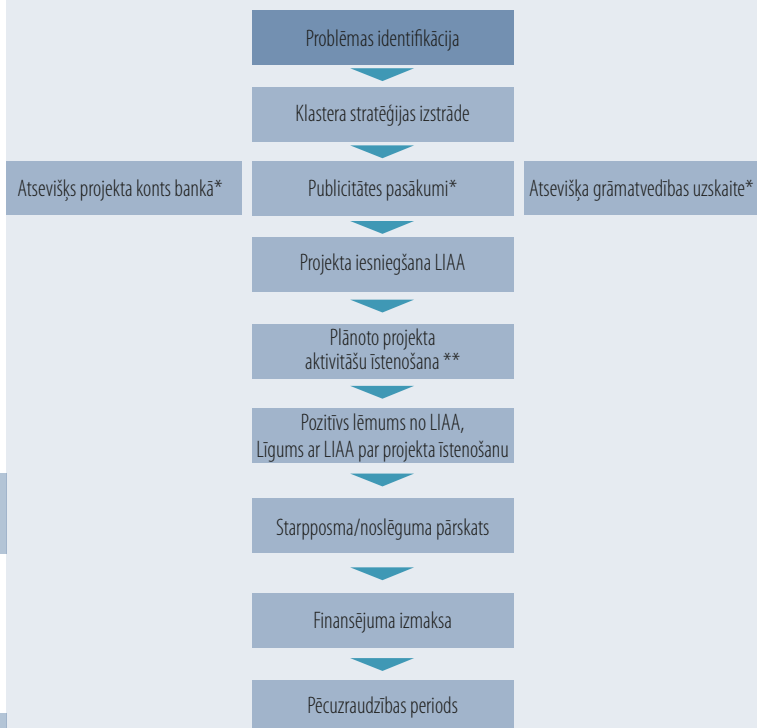 Problēmas identifikācija
Klastera stratēģijas izstrāde
Atsevišķs projekta konts bankā*
Publicitātes pasākumi*
Atsevišķa grāmatvedības uzskaite*
Projekta iesniegšana LIAA
Plānoto projekta
aktivitāšu īstenošana **
Pozitīvs lēmums no LIAA,
Līgums ar LIAA par projekta īstenošanu
Starpposma/noslēguma pārskats
Finansējuma izmaksa
Pēcuzraudzības periods